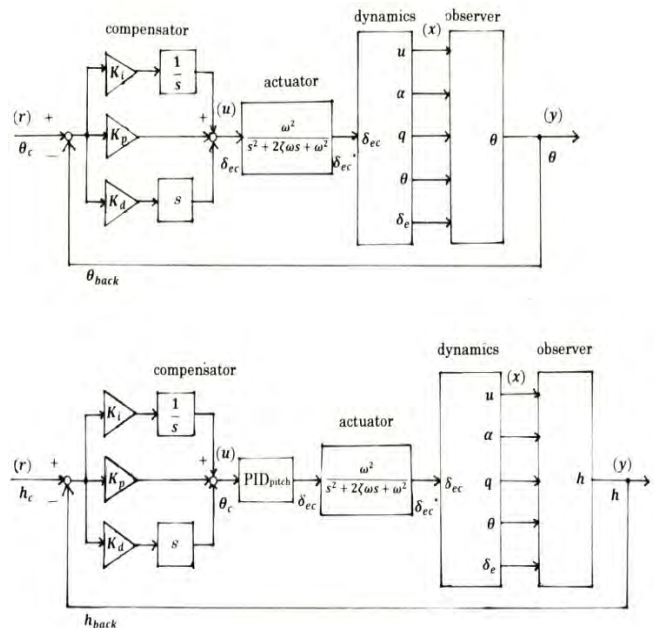 dynamics (x) observer
compensator
u
K_i
1/s
actuator
α
(r) + + (u) (y)
K_p
ω²/(s² + 2ζωs + ω²)
q
θ
θ_c − δ_ec δ_ec' δ_ec θ
K_d
s
θ
δ_e
θ_back
dynamics observer
(x)
compensator
u
K_i
1/s
actuator
α
(r) + + (u) (y)
K_p
PID_pitch
ω²/(s² + 2ζωs + ω²)
δ_ec
q
h
h_c − θ_c δ_ec δ_ec' h
K_d
s
θ
δ_e
h_back